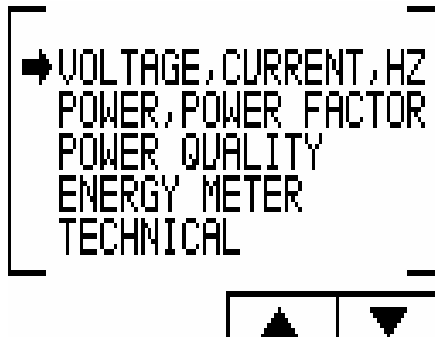 VOLTAGE,CURRENT,HZ
POWER,POWER FACTOR
POWER QUALITY
ENERGY METER
TECHNICAL